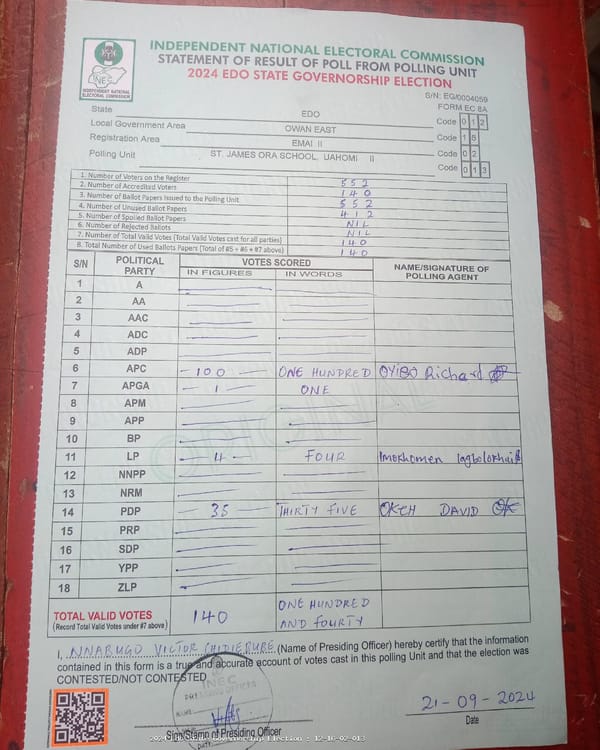 INDEPENDENT NATIONAL ELECTORAL COMMISSION
STATEMENT OF RESULT OF POLL FROM POLLING UNIT
2024 EDO STATE GOVERNORSHIP ELECTION
INEC
INDEPENDENT NATIONAL
ELECTORAL COMMISSION
S/N: EG/0004059
FORM EC 8A
State EDO Code 0 1 2
Local Government Area OWAN EAST Code 1 6
Registration Area EMAI II Code 0 2
Polling Unit ST. JAMES ORA SCHOOL, UAHOMI II Code 0 1 3
1. Number of Voters on the Register 552
2. Number of Accredited Voters 140
3. Number of Ballot Papers Issued to the Polling Unit 552
4. Number of Unused Ballot Papers 412
5. Number of Spoiled Ballot Papers NIL
6. Number of Rejected Ballots NIL
7. Number of Total Valid Votes (Total Valid Votes cast for all parties) 140
8. Total Number of Used Ballots Papers (Total of #5 + #6 + #7 above) 140
S/N POLITICAL PARTY VOTES SCORED NAME/SIGNATURE OF POLLING AGENT
IN FIGURES IN WORDS
1 A
2 AA
3 AAC
4 ADC
5 ADP
6 APC - 100 - ONE HUNDRED OYIBO Richard
7 APGA - 1 - ONE
8 APM
9 APP
10 BP
11 LP - 4 - FOUR
12 NNPP
13 NRM
14 PDP - 35 - THIRTY FIVE OKEH DAVID
15 PRP
16 SDP
17 YPP
18 ZLP
ORIGINAL
TOTAL VALID VOTES 140 ONE HUNDRED AND FOURTY
(Record Total Valid Votes under #7 above)
I, NNABUGO VICTOR CHIDIEBUBE (Name of Presiding Officer) hereby certify that the information
contained in this form is a true and accurate account of votes cast in this polling Unit and that the election was
CONTESTED/NOT CONTESTED
INEC
21-09-2024
Sign/Stamp of Presiding Officer Date